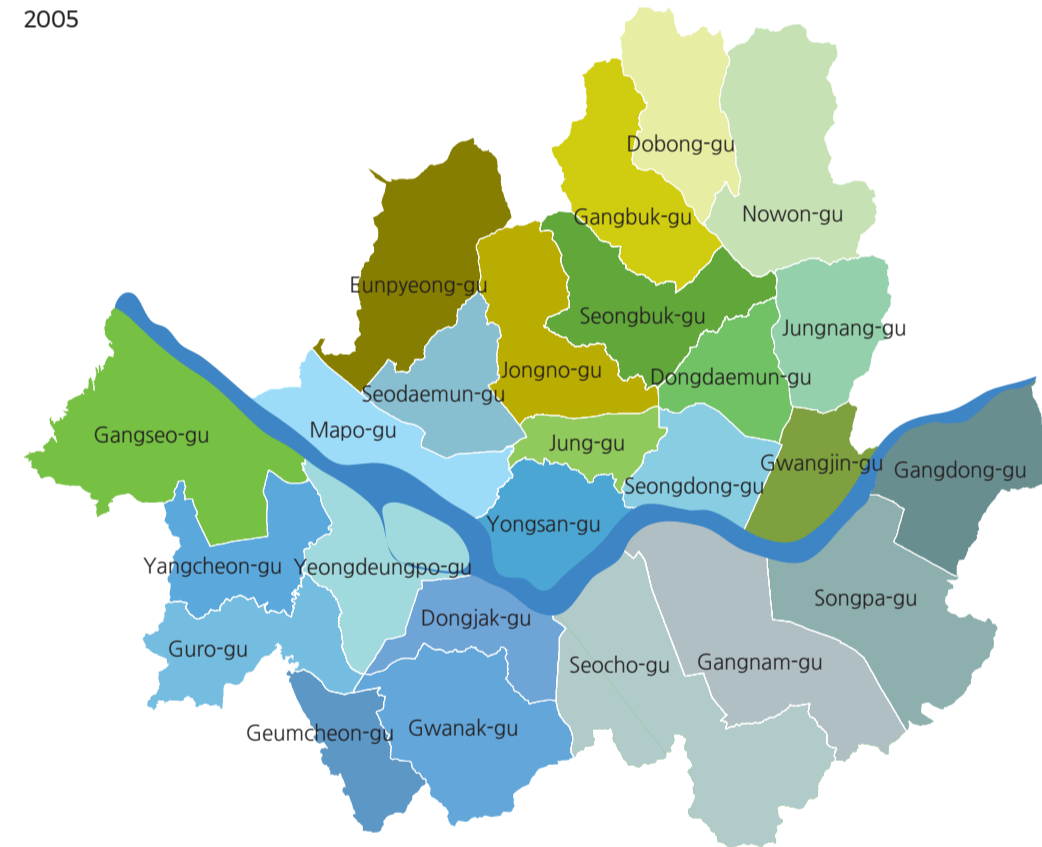 2005
Dobong-gu
Nowon-gu
Gangbuk-gu
Eunpyeong-gu
Seongbuk-gu
Jungnang-gu
Jongno-gu
Dongdaemun-gu
Seodaemun-gu
Mapo-gu
Gangseo-gu
Jung-gu
Gwangjin-gu
Gangdong-gu
Seongdong-gu
Yongsan-gu
Yangcheon-gu
Yeongdeungpo-gu
Songpa-gu
Dongjak-gu
Guro-gu
Seocho-gu
Gangnam-gu
Geumcheon-gu
Gwanak-gu